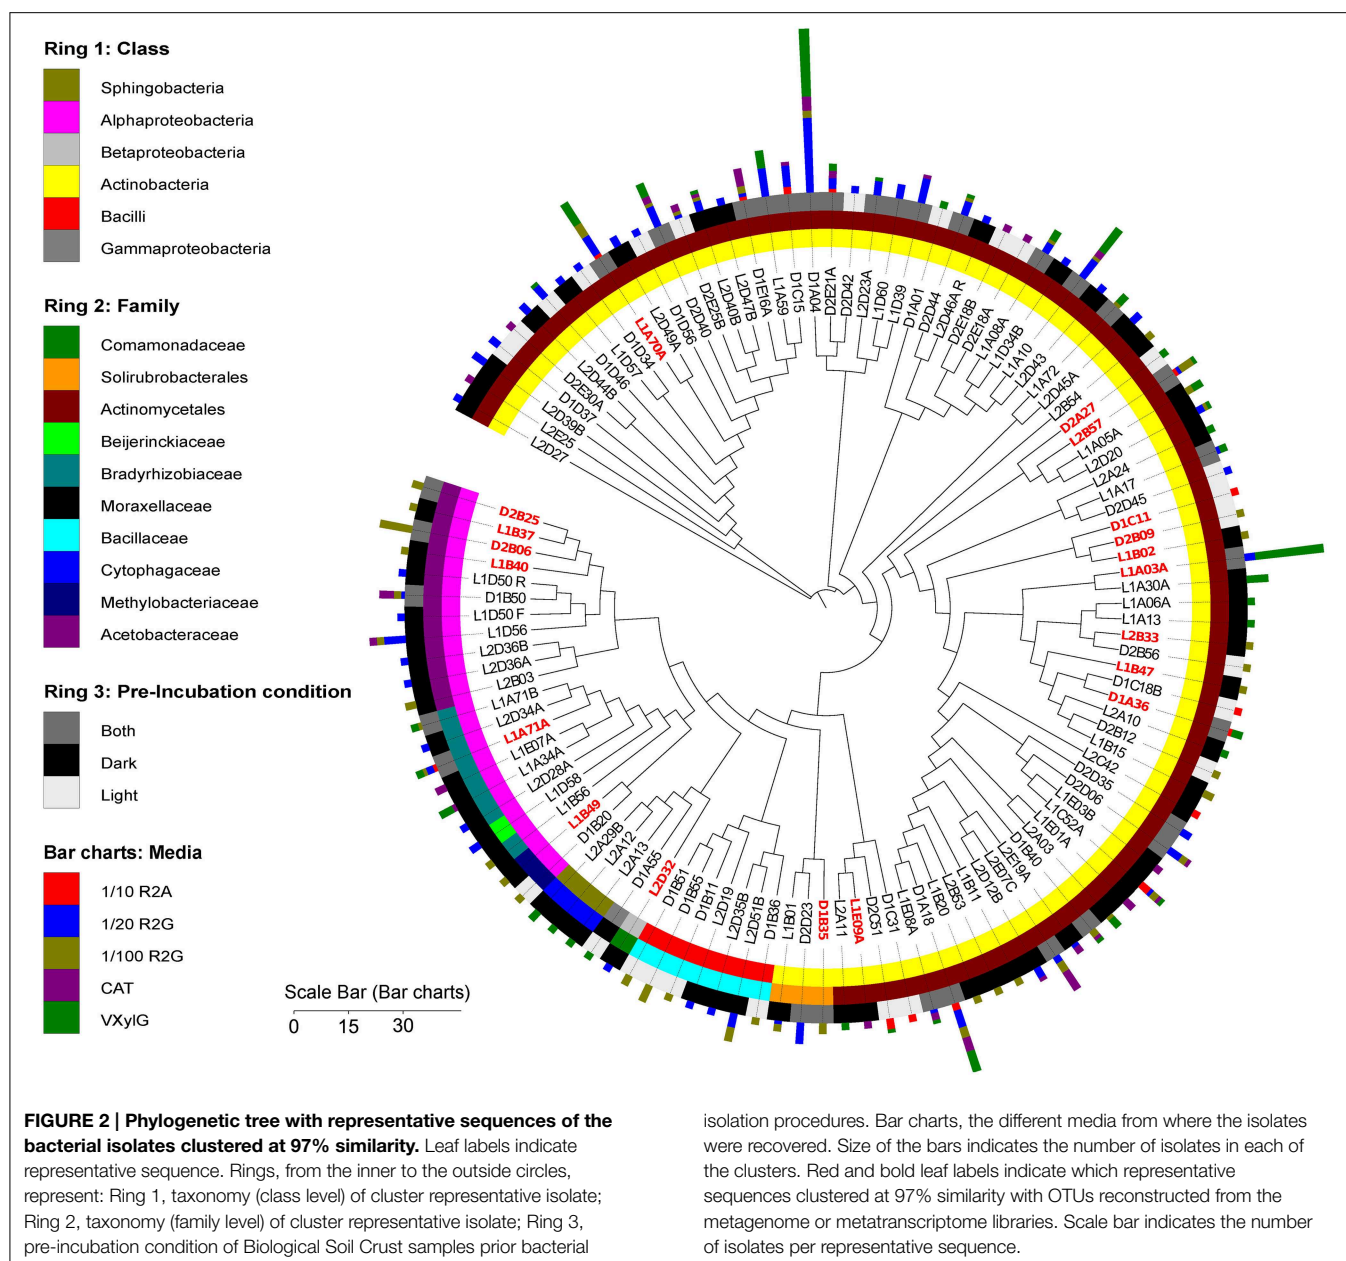 Ring 1: Class
Sphingobacteria
Alphaproteobacteria
Betaproteobacteria
Actinobacteria
Bacilli
Gammaproteobacteria
Ring 2: Family
Comamonadaceae
Solirubrobacterales
Actinomycetales
Beijerinckiaceae
Bradyrhizobiaceae
Moraxellaceae
Bacillaceae
Cytophagaceae
Methylobacteriaceae
Acetobacteraceae
Ring 3: Pre-Incubation condition
Both
Dark
Light
Bar charts: Media
1/10 R2A
1/20 R2G
1/100 R2G
CAT
VXylG
Scale Bar (Bar charts)
0 15 30
L2D27
L2E25
L2D39B
D1D37
D2E30A
L2D44B
D1D46
L1D57
D1D34
L1A70A
L2D49A
D1D56
D2D40
D2E25B
L2D40B
L2D47B
D1E16A
L1A59
D1C15
D1A04
D2E21A
D2D42
L2D23A
L1D60
L1D39
D1A01
D2D44
L2D46A R
D2E18B
D2E18A
L1A08A
L1D34B
L1A10
L2D43
L1A72
L2D45A
L2B54
D2A27
L2B57
L1A05A
L2D20
L2A24
L1A17
D2D45
D1C11
D2B09
L1B02
L1A03A
L1A30A
L1A06A
L1A13
L2B33
D2B56
L1B47
D1C18B
D1A36
L2A10
D2B12
L1B15
L2C42
D2D35
D2D06
L1E03B
L1C52A
L1E01A
L2A03
D1B40
L2E19A
L2E07C
L2D12B
L1B11
L2B53
L1B20
D1A18
L1E08A
D1C31
D2C51
L1E09A
L2A11
D1B35
D2D23
L1B01
D1B36
L2D51B
L2D35B
L2D19
D1B11
D1B55
D1B51
L2D32
D1A55
L2A13
L2A12
L2A29B
D1B20
L1B49
L1B56
L1D58
L2D28A
L1A34A
L1E07A
L1A71A
L2D34A
L1A71B
L2B03
L2D36A
L2D36B
L1D56
L1D50 F
D1B50
L1D50 R
L1B40
D2B06
L1B37
D2B25
FIGURE 2 | Phylogenetic tree with representative sequences of the
bacterial isolates clustered at 97% similarity. Leaf labels indicate
representative sequence. Rings, from the inner to the outside circles,
represent: Ring 1, taxonomy (class level) of cluster representative isolate;
Ring 2, taxonomy (family level) of cluster representative isolate; Ring 3,
pre-incubation condition of Biological Soil Crust samples prior bacterial
isolation procedures. Bar charts, the different media from where the isolates
were recovered. Size of the bars indicates the number of isolates in each of
the clusters. Red and bold leaf labels indicate which representative
sequences clustered at 97% similarity with OTUs reconstructed from the
metagenome or metatranscriptome libraries. Scale bar indicates the number
of isolates per representative sequence.